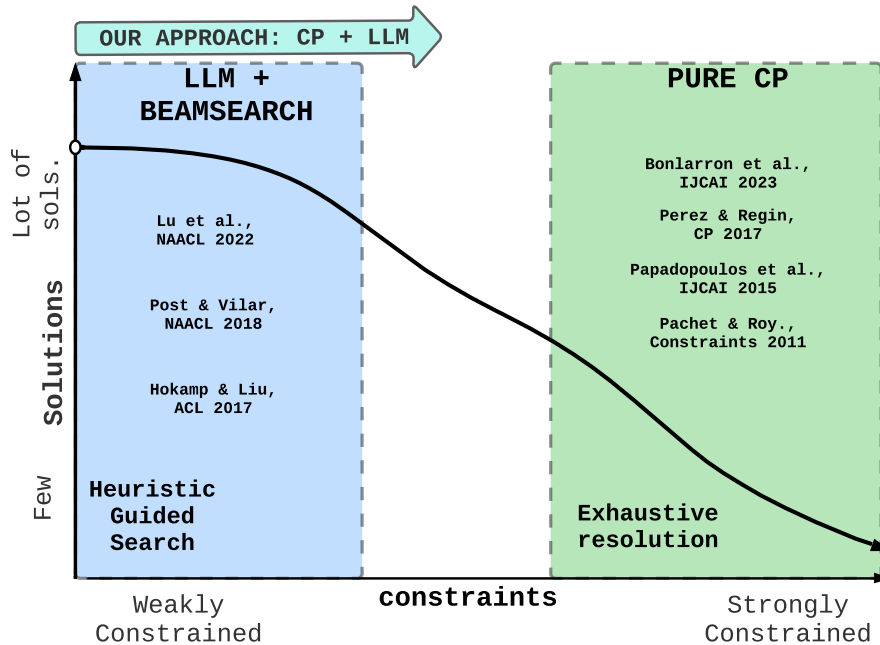 OUR APPROACH: CP + LLM
LLM +
BEAMSEARCH
PURE CP
Lot of
sols.
Solutions
Few
Lu et al.,
NAACL 2022
Post & Vilar,
NAACL 2018
Hokamp & Liu,
ACL 2017
Heuristic
Guided
Search
Bonlarron et al.,
IJCAI 2023
Perez & Regin,
CP 2017
Papadopoulos et al.,
IJCAI 2015
Pachet & Roy.,
Constraints 2011
Exhaustive
resolution
constraints
Weakly
Constrained
Strongly
Constrained